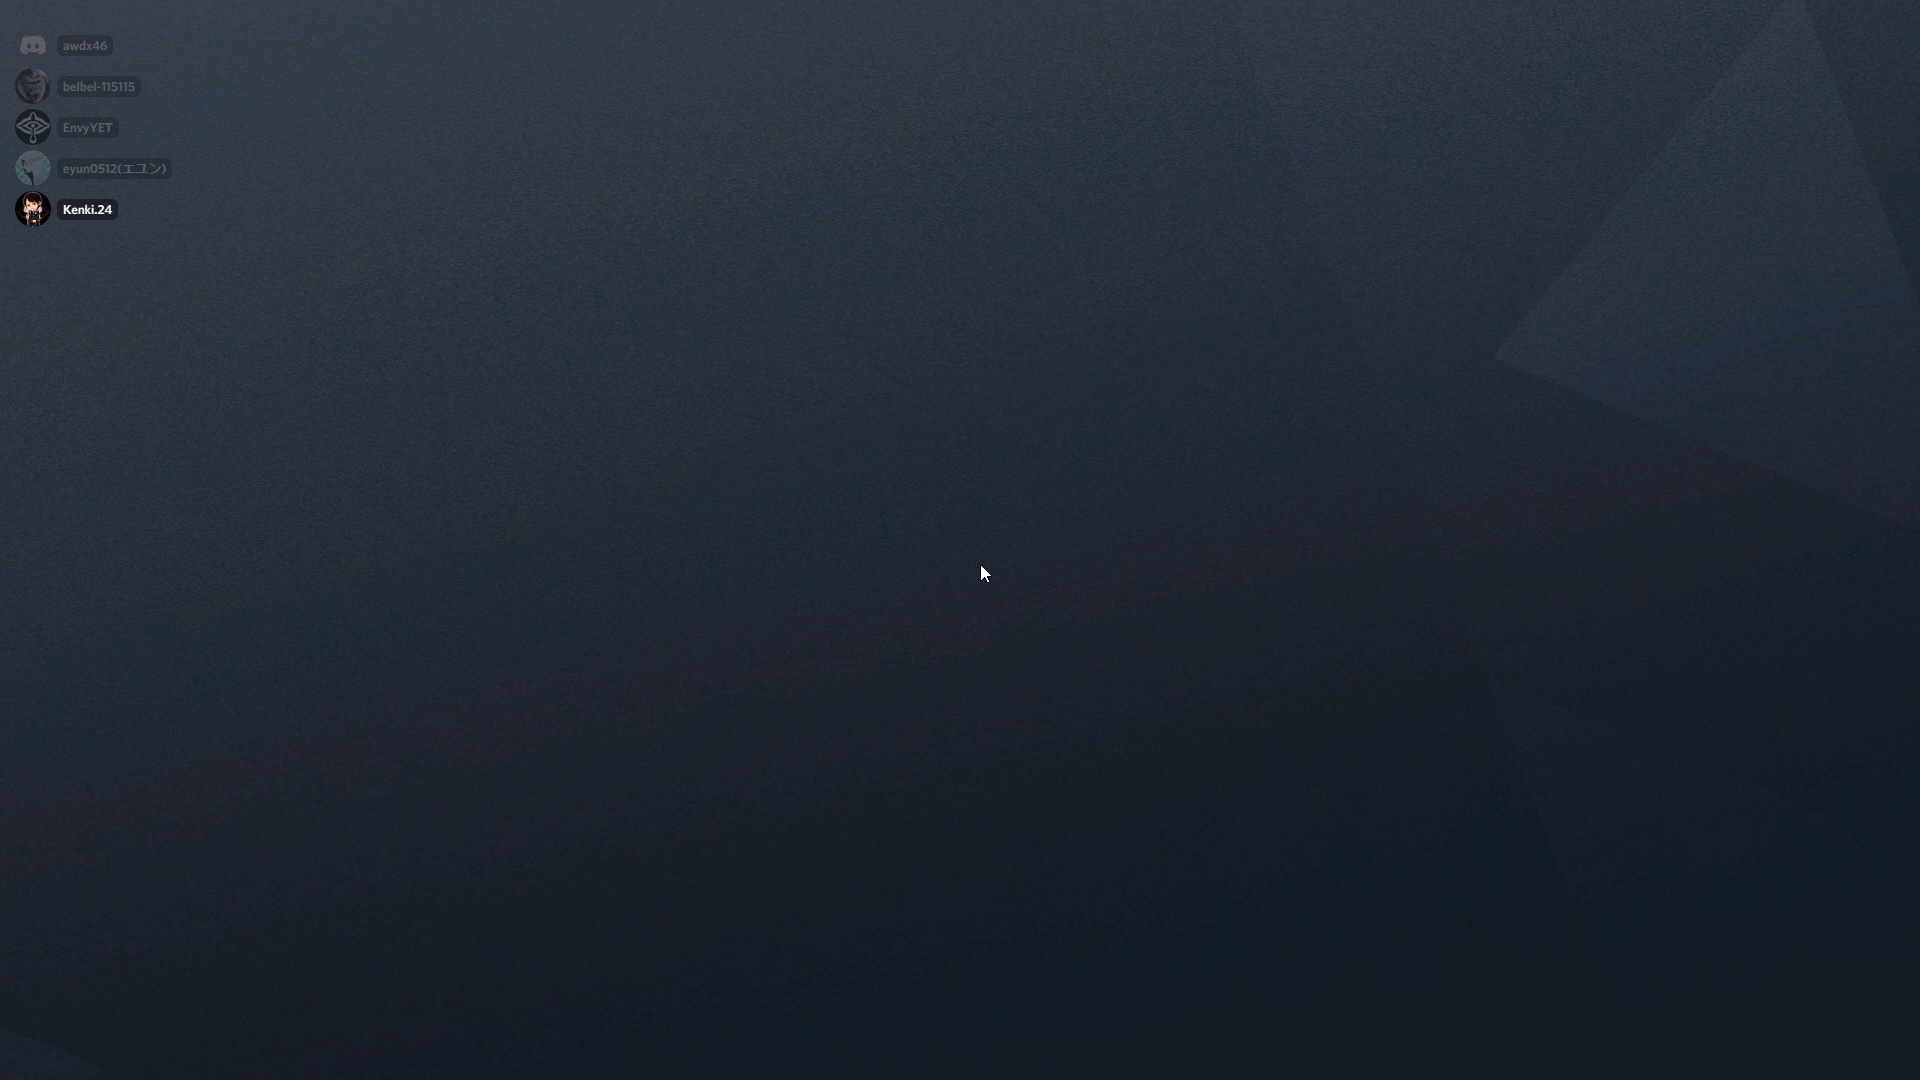 awdx46
belbel-115115
EnvyYET
eyun0512(エユン)
Kenki.24